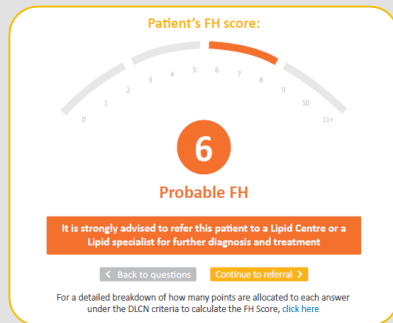 Patient's FH score:
0
1
2
3
4
5
6
7
8
9
10
11+
6
Probable FH
It is strongly advised to refer this patient to a Lipid Centre or a
Lipid specialist for further diagnosis and treatment
< Back to questions
Continue to referral >
For a detailed breakdown of how many points are allocated to each answer
under the DLCN criteria to calculate the FH Score, click here